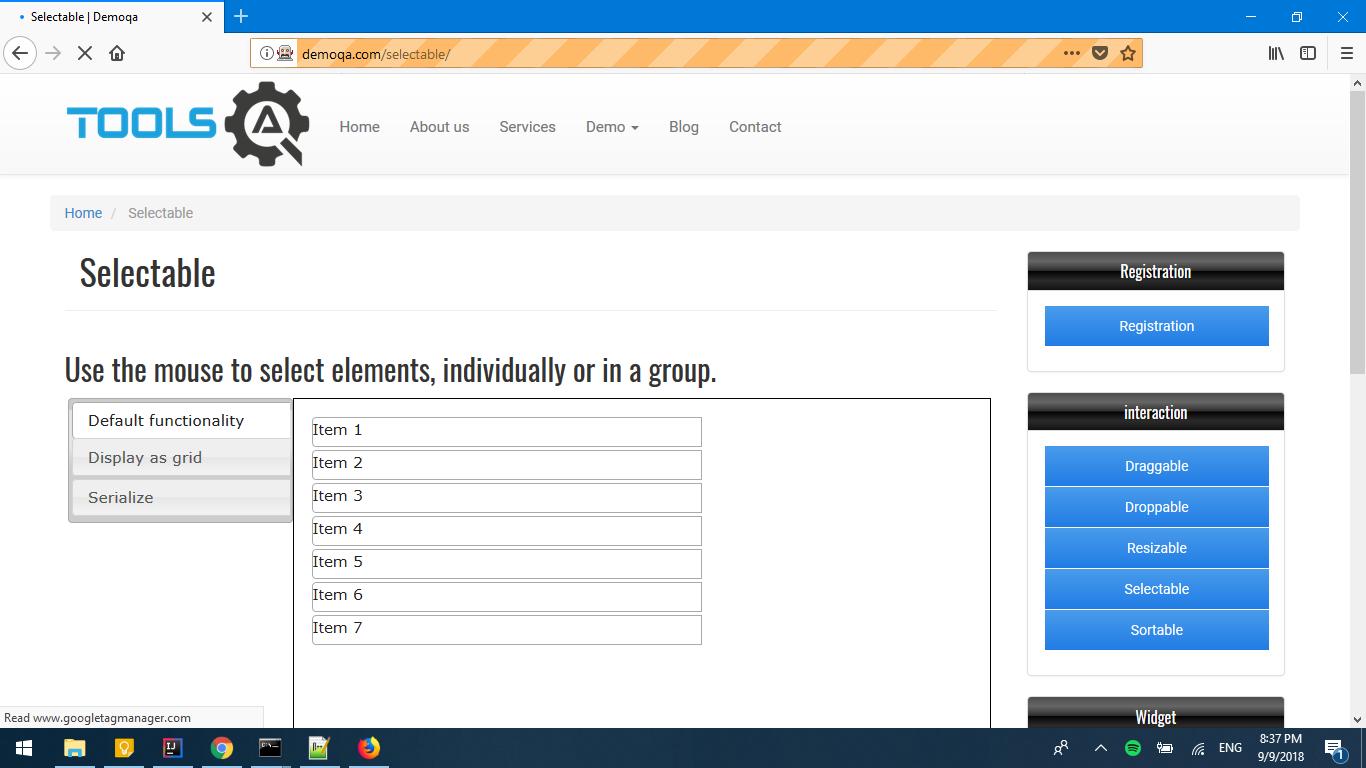 Selectable | Demoqa
demoqa.com/selectable/
TOOLS QA
Home About us Services Demo Blog Contact
Home / Selectable
Selectable
Use the mouse to select elements, individually or in a group.
Default functionality
Display as grid
Serialize
Item 1
Item 2
Item 3
Item 4
Item 5
Item 6
Item 7
Registration
Registration
interaction
Draggable
Droppable
Resizable
Selectable
Sortable
Widget
Read www.googletagmanager.com
ENG
8:37 PM
9/9/2018
1